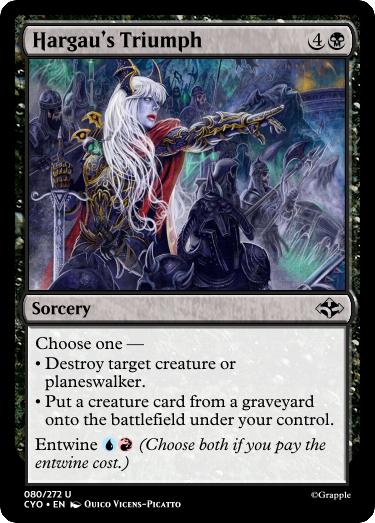 Hargau's Triumph 4
Sorcery
Choose one —
• Destroy target creature or
planeswalker.
• Put a creature card from a graveyard
onto the battlefield under your control.
Entwine (Choose both if you pay the
entwine cost.)
080/272 U
CYO • EN Quico Vicens-Picatto
©Grapple